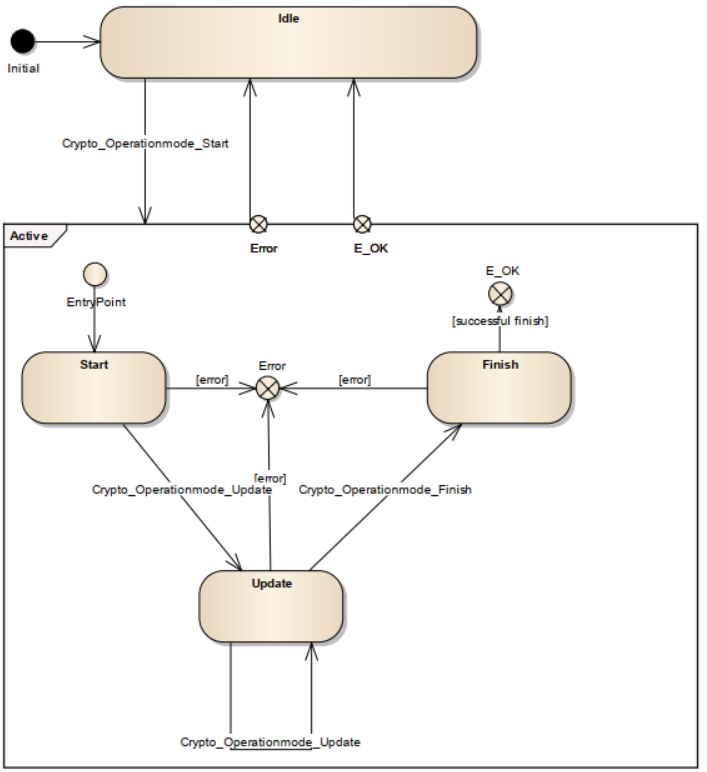 Idle
Initial
Crypto_Operationmode_Start
Active
Error
E_OK
E_OK
EntryPoint
[successful finish]
Start
Error
Finish
[error]
[error]
[error]
Crypto_Operationmode_Update
Crypto_Operationmode_Finish
Update
Crypto_Operationmode_Update